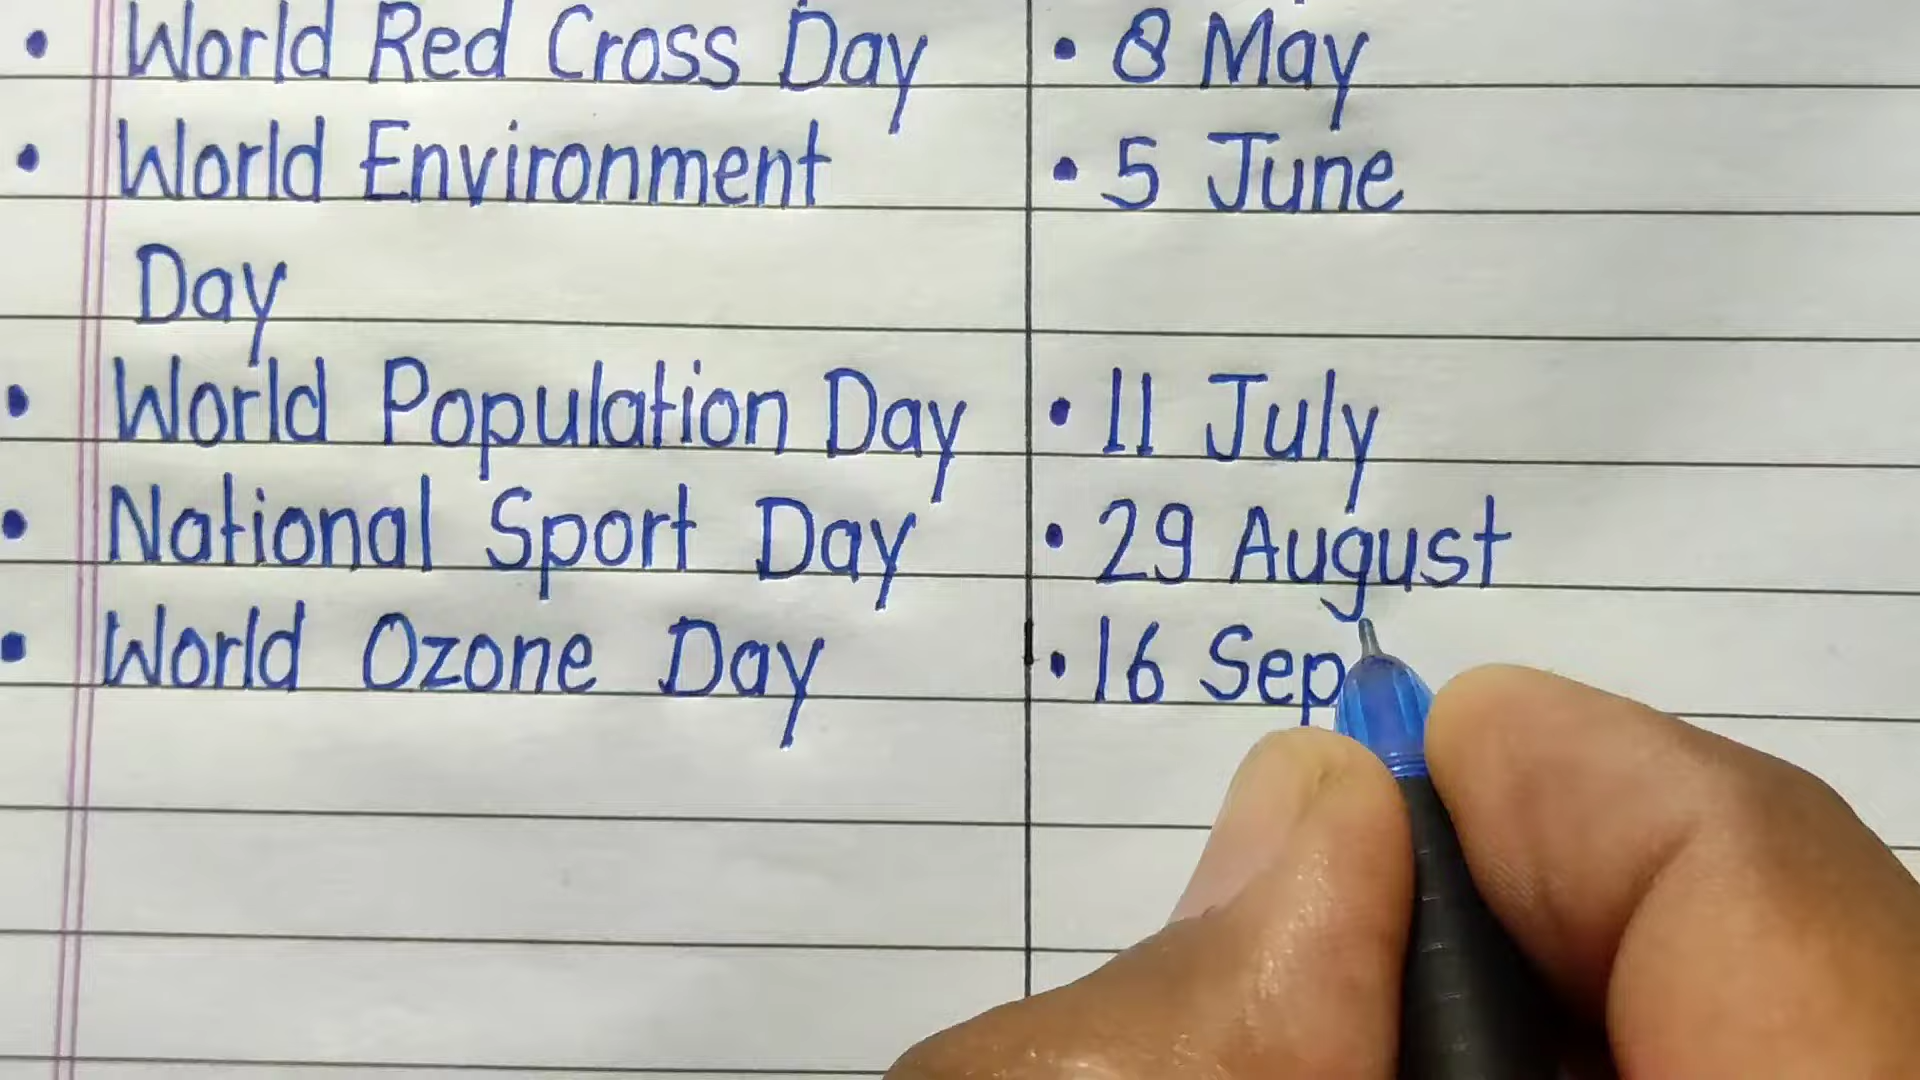 • World Red Cross Day • 8 May
• World Environment • 5 June
Day
• World Population Day • 11 July
• National Sport Day • 29 August
• World Ozone Day • 16 Sep